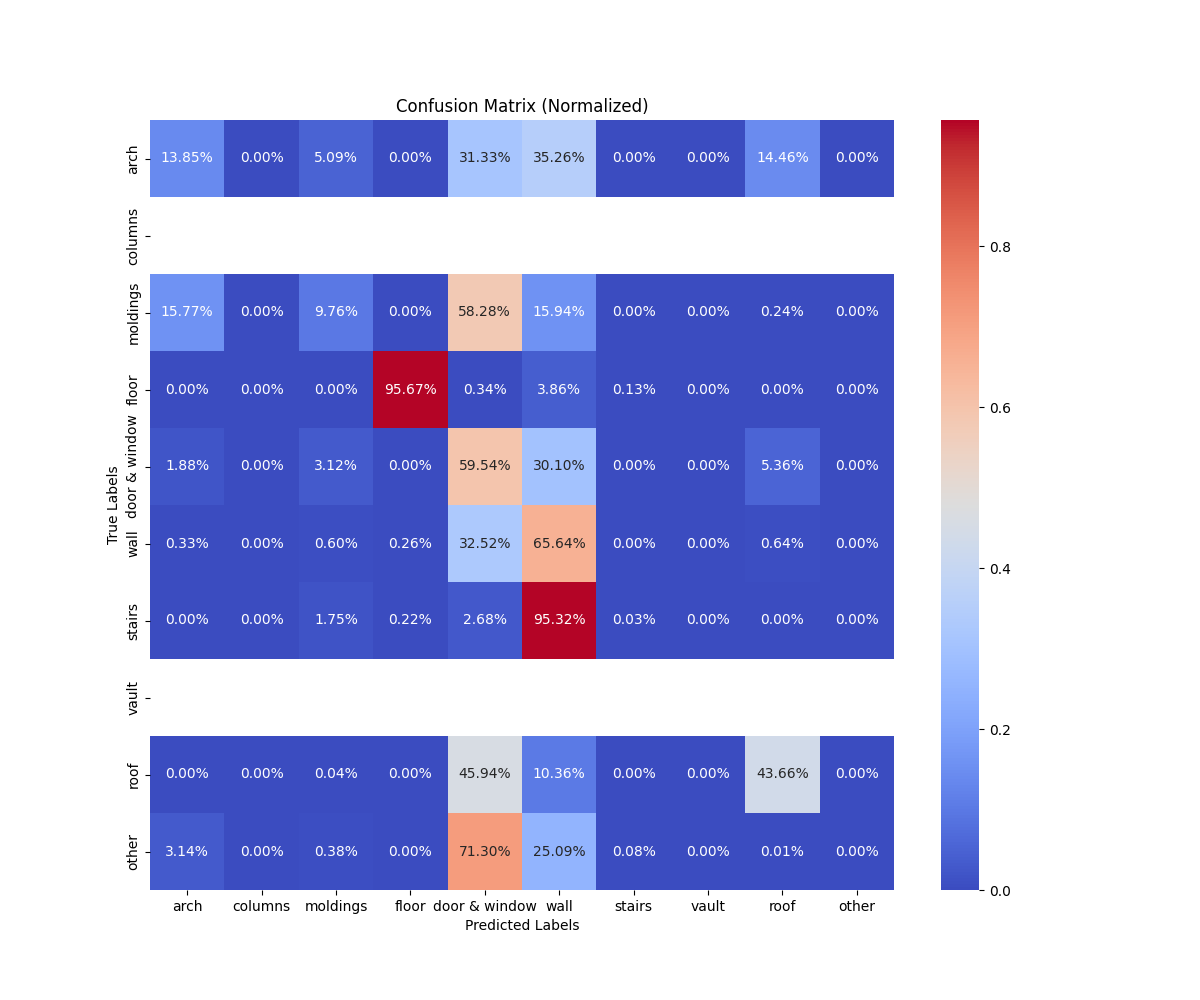 Confusion Matrix (Normalized)
arch 13.85% 0.00% 5.09% 0.00% 31.33% 35.26% 0.00% 0.00% 14.46% 0.00%
columns
moldings 15.77% 0.00% 9.76% 0.00% 58.28% 15.94% 0.00% 0.00% 0.24% 0.00%
floor 0.00% 0.00% 0.00% 95.67% 0.34% 3.86% 0.13% 0.00% 0.00% 0.00%
door & window 1.88% 0.00% 3.12% 0.00% 59.54% 30.10% 0.00% 0.00% 5.36% 0.00%
wall 0.33% 0.00% 0.60% 0.26% 32.52% 65.64% 0.00% 0.00% 0.64% 0.00%
stairs 0.00% 0.00% 1.75% 0.22% 2.68% 95.32% 0.03% 0.00% 0.00% 0.00%
vault
roof 0.00% 0.00% 0.04% 0.00% 45.94% 10.36% 0.00% 0.00% 43.66% 0.00%
other 3.14% 0.00% 0.38% 0.00% 71.30% 25.09% 0.08% 0.00% 0.01% 0.00%
arch columns moldings floor door & window wall stairs vault roof other
Predicted Labels
True Labels
0.8
0.6
0.4
0.2
0.0